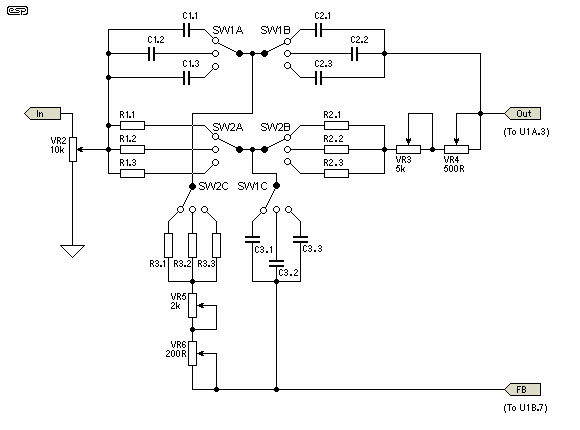 esp
C1.1
C2.1
SW1A
SW1B
C1.2
C2.2
C1.3
C2.3
In
Out
R1.1
R2.1
(To U1A.3)
SW2A
SW2B
VR2
10k
R1.2
R2.2
VR3
5k
VR4
500R
R1.3
R2.3
SW2C
SW1C
C3.1
C3.3
R3.1
R3.2
R3.3
C3.2
VR5
2k
VR6
200R
FB
(To U1B.7)